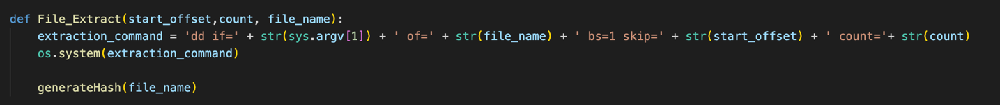 def File_Extract(start_offset,count, file_name):
    extraction_command = 'dd if=' + str(sys.argv[1]) + ' of=' + str(file_name) + ' bs=1 skip=' + str(start_offset) + ' count='+ str(count)
    os.system(extraction_command)

    generateHash(file_name)